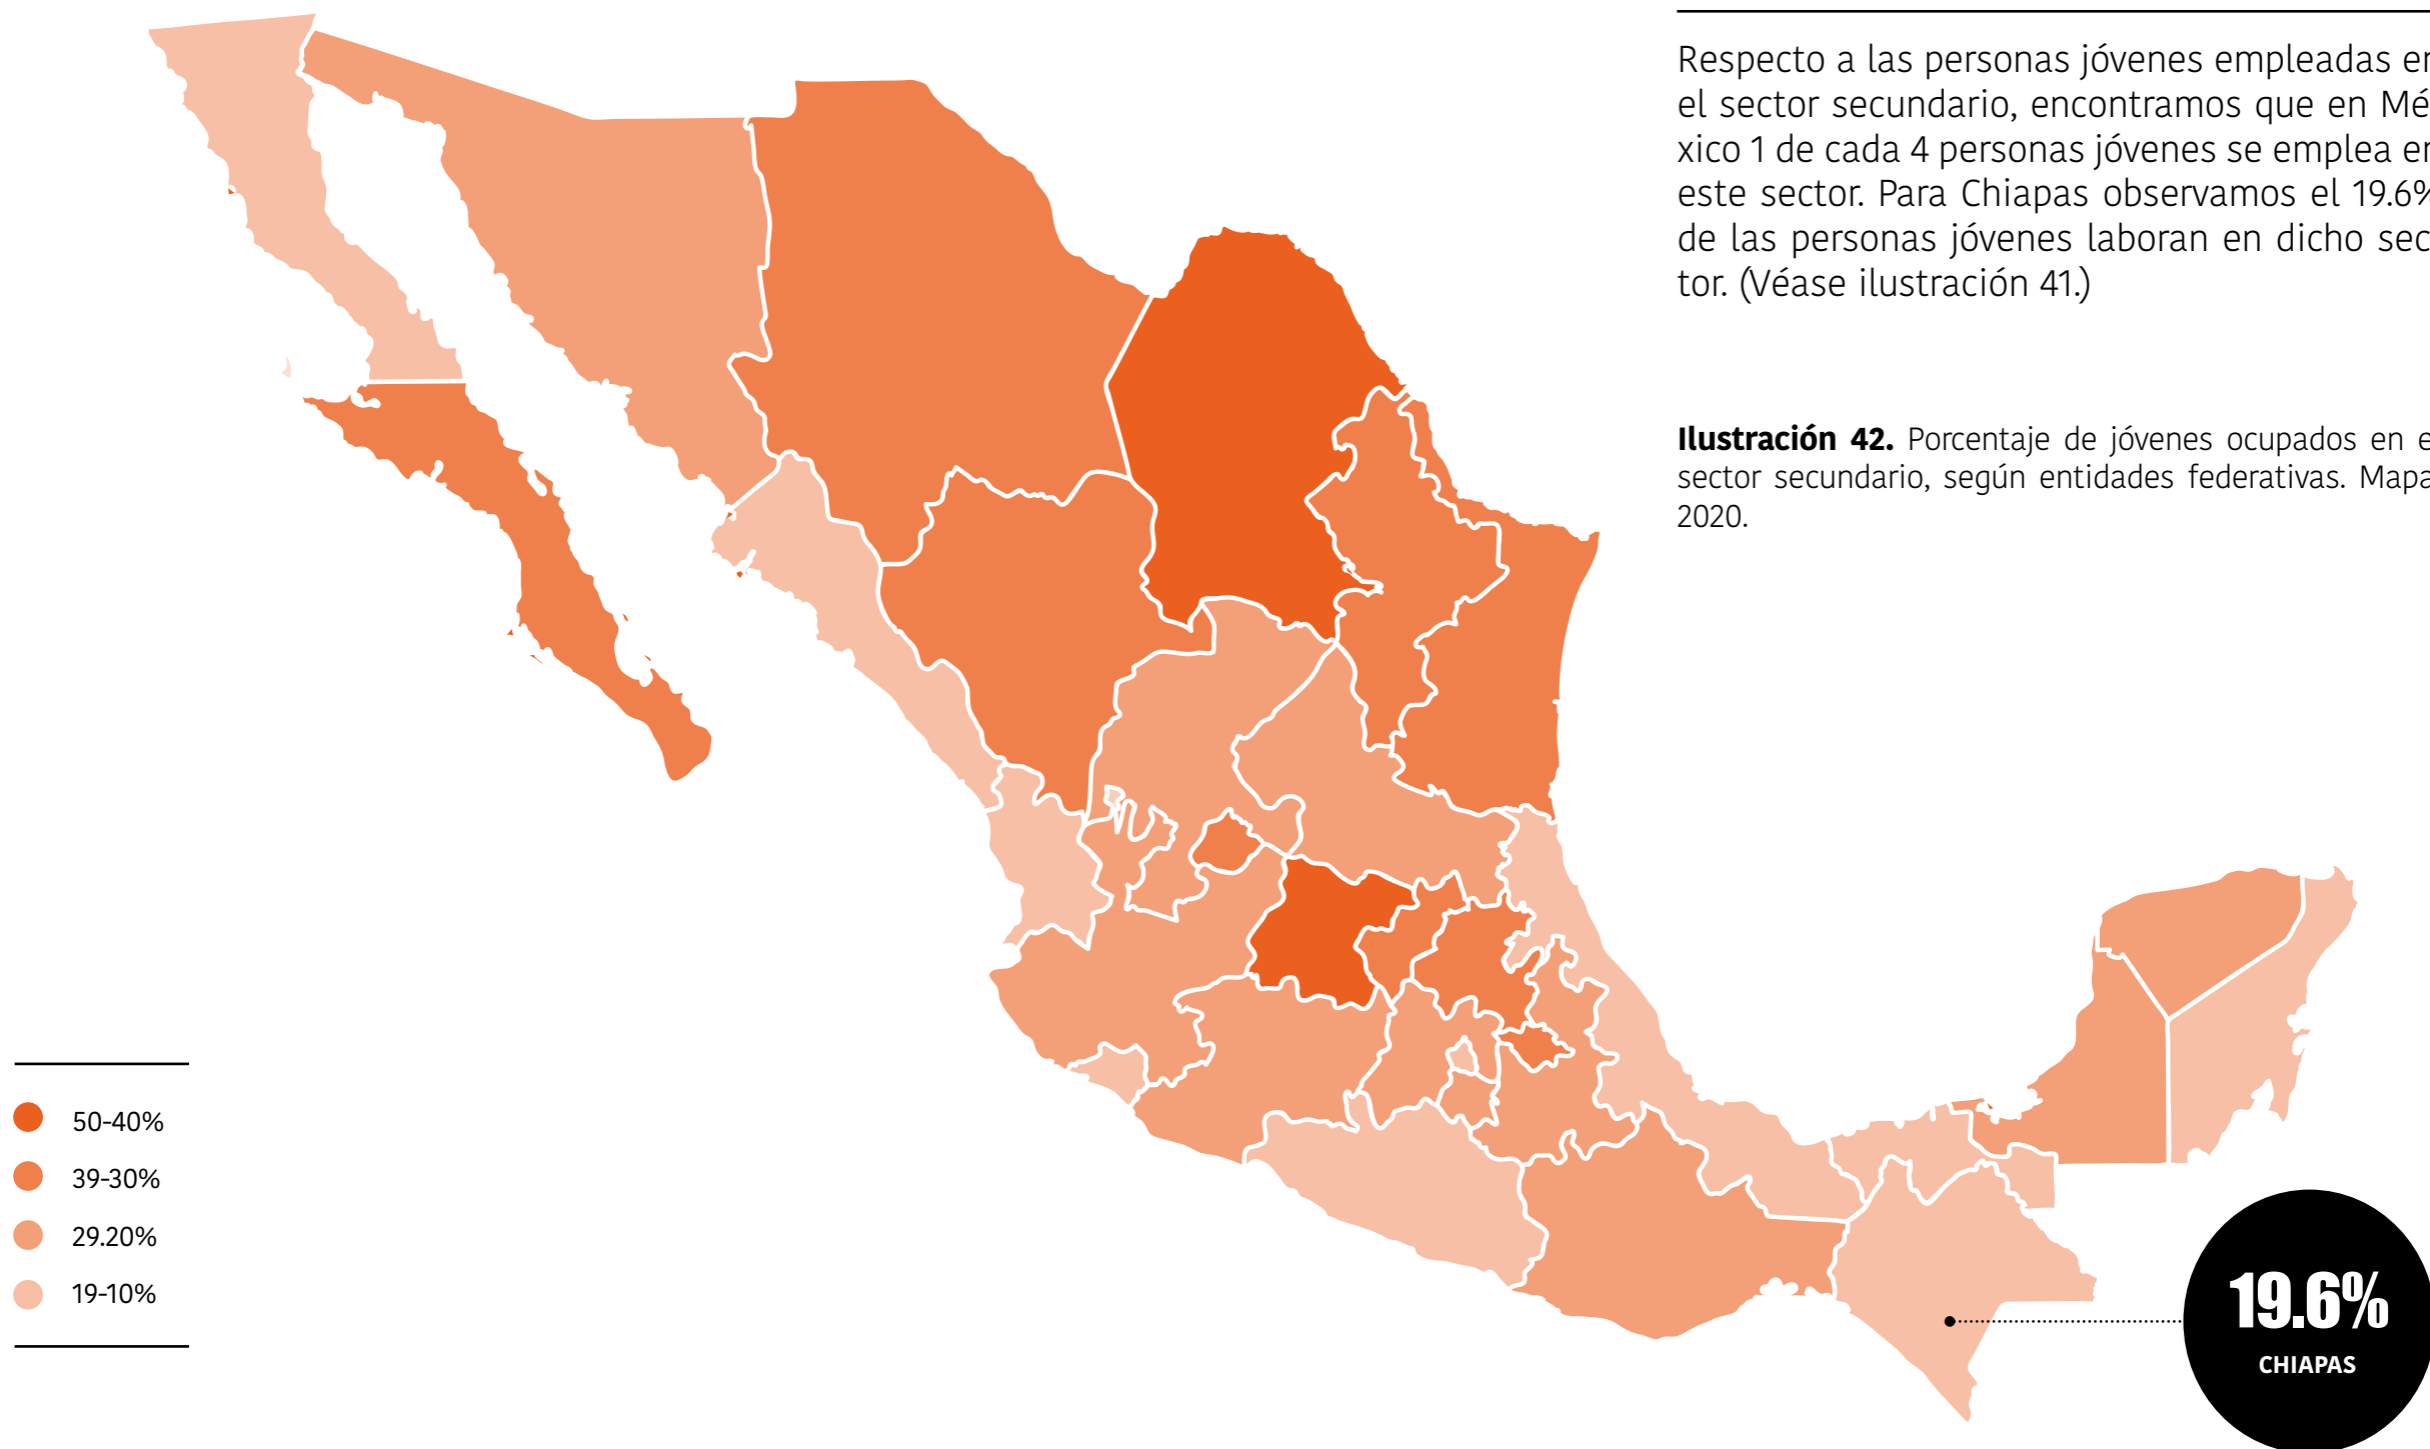 Respecto a las personas jóvenes empleadas en
el sector secundario, encontramos que en Mé
xico 1 de cada 4 personas jóvenes se emplea en
este sector. Para Chiapas observamos el 19.6%
de las personas jóvenes laboran en dicho sec
tor. (Véase ilustración 41.)
Ilustración 42. Porcentaje de jóvenes ocupados en e
sector secundario, según entidades federativas. Mapa
2020.
50-40%
39-30%
29.20%
19-10%
19.6%
CHIAPAS